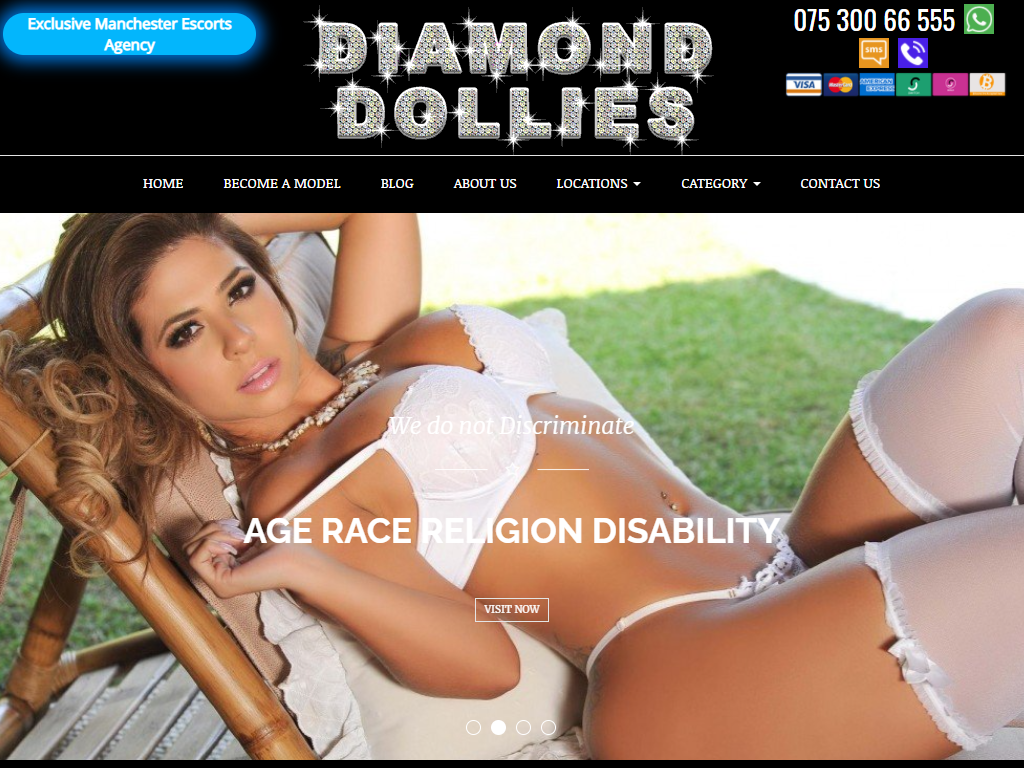 Exclusive Manchester Escorts
Agency
DIAMOND
DOLLIES
075 300 66 555
sms
VISA
MasterCard
AMERICAN
EXPRESS
HOME
BECOME A MODEL
BLOG
ABOUT US
LOCATIONS
CATEGORY
CONTACT US
We do not Discriminate
AGE RACE RELIGION DISABILITY
VISIT NOW